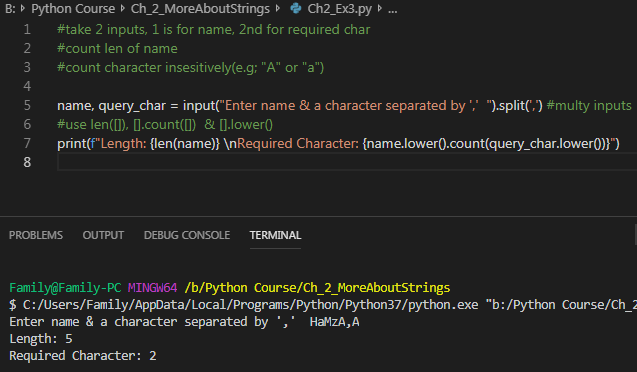 B: > Python Course > Ch_2_MoreAboutStrings > Ch2_Ex3.py > ...
1 #take 2 inputs, 1 is for name, 2nd for required char
2 #count len of name
3 #count character insesitively(e.g; "A" or "a")
4
5 name, query_char = input("Enter name & a character separated by ','  ").split(',') #multy inputs
6 #use len([]), [].count([])  & [].lower()
7 print(f"Length: {len(name)} \nRequired Character: {name.lower().count(query_char.lower())}")
8
PROBLEMS OUTPUT DEBUG CONSOLE TERMINAL
Family@Family-PC MINGW64 /b/Python Course/Ch_2_MoreAboutStrings
$ C:/Users/Family/AppData/Local/Programs/Python/Python37/python.exe "b:/Python Course/Ch_2
Enter name & a character separated by ','  HaMzA,A
Length: 5
Required Character: 2